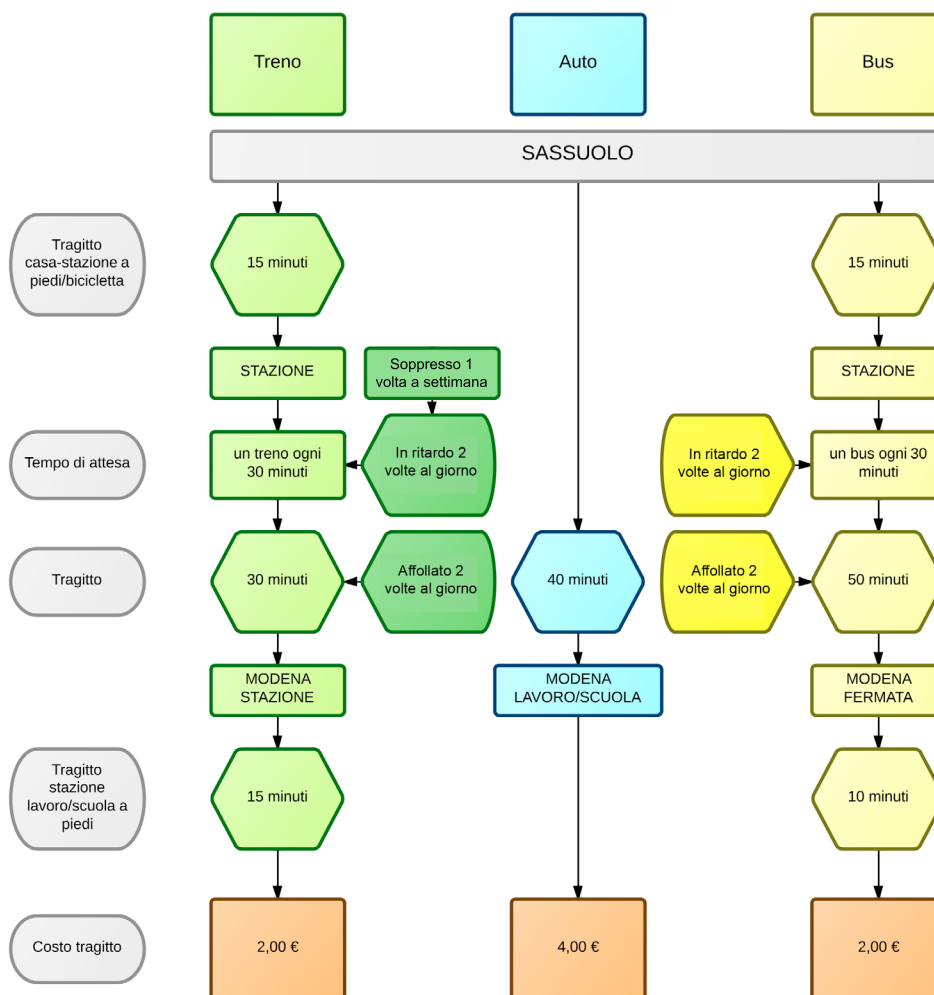 Treno
Auto
Bus
SASSUOLO
Tragitto
casa-stazione a
piedi/bicicletta
15 minuti
15 minuti
STAZIONE
Soppresso 1
volta a settimana
STAZIONE
Tempo di attesa
un treno ogni
30 minuti
In ritardo 2
volte al giorno
In ritardo 2
volte al giorno
un bus ogni 30
minuti
Tragitto
30 minuti
Affollato 2
volte al giorno
40 minuti
Affollato 2
volte al giorno
50 minuti
MODENA
STAZIONE
MODENA
LAVORO/SCUOLA
MODENA
FERMATA
Tragitto
stazione
lavoro/scuola a
piedi
15 minuti
10 minuti
Costo tragitto
2,00 €
4,00 €
2,00 €